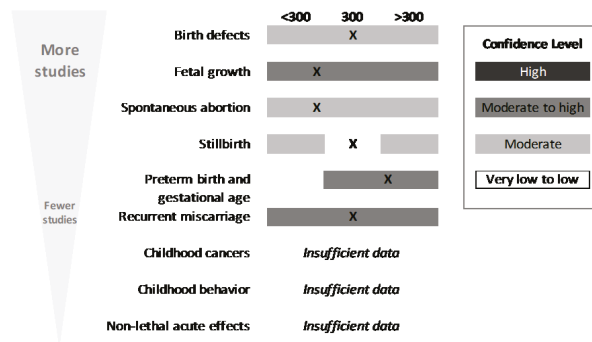 <300 300 >300
More
studies
Birth defects X
Fetal growth X
Spontaneous abortion X
Stillbirth X
Preterm birth and
gestational age X
Fewer
studies
Recurrent miscarriage X
Childhood cancers Insufficient data
Childhood behavior Insufficient data
Non-lethal acute effects Insufficient data
Confidence Level
High
Moderate to high
Moderate
Very low to low